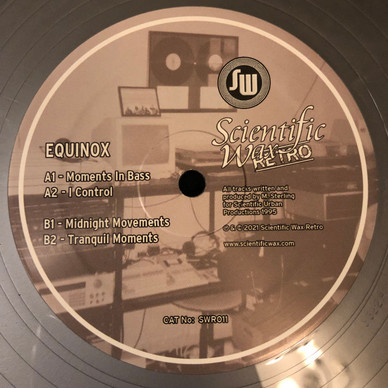 SW
Scientific
Wax
RETRO
EQUINOX
A1 - Moments In Bass
A2 - I Control
B1 - Midnight Movements
B2 - Tranquil Moments
All tracks written and
produced by M-Sterling
for Scientific Urban
Productions 1995
℗ & © 2021 Scientific Wax Retro
www.scientificwax.com
CAT No: SWR011